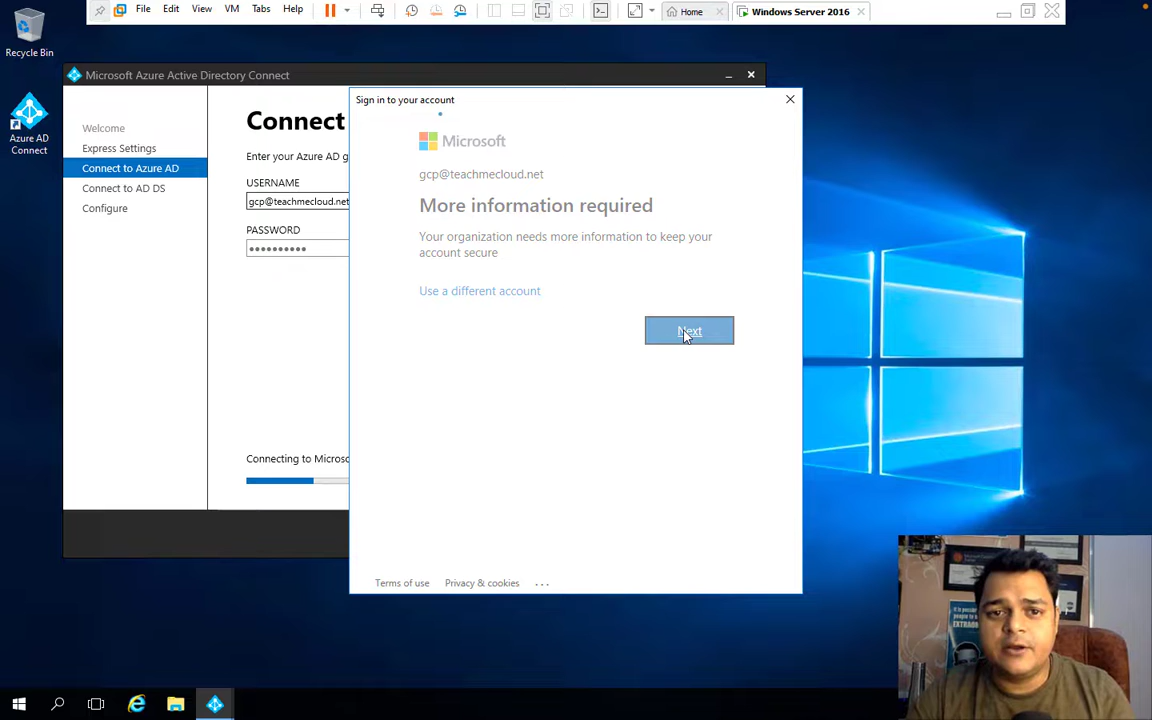 File Edit View VM Tabs Help
Home
Windows Server 2016
Recycle Bin
Azure AD
Connect
Microsoft Azure Active Directory Connect
Welcome
Express Settings
Connect to Azure AD
Connect to AD DS
Configure
Connect
Enter your Azure AD g
USERNAME
gcp@teachmecloud.net
PASSWORD
Connecting to Microso
Sign in to your account
Microsoft
gcp@teachmecloud.net
More information required
Your organization needs more information to keep your
account secure
Use a different account
Next
Terms of use Privacy & cookies ...